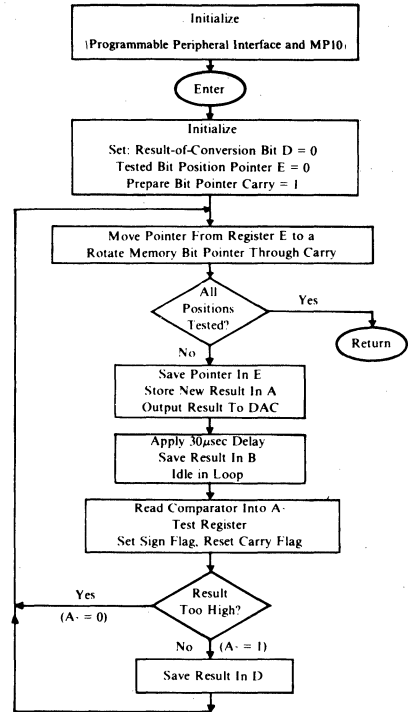 Initialize
(Programmable Peripheral Interface and MP10)
Enter
Initialize
Set: Result-of-Conversion Bit D = 0
Tested Bit Position Pointer E = 0
Prepare Bit Pointer Carry = 1
Move Pointer From Register E to a
Rotate Memory Bit Pointer Through Carry
All
Positions
Tested?
Yes
Return
No
Save Pointer In E
Store New Result In A
Output Result To DAC
Apply 30μsec Delay
Save Result In B
Idle in Loop
Read Comparator Into A·
Test Register
Set Sign Flag, Reset Carry Flag
Result
Too High?
Yes
(A· = 0)
No
(A· = 1)
Save Result In D